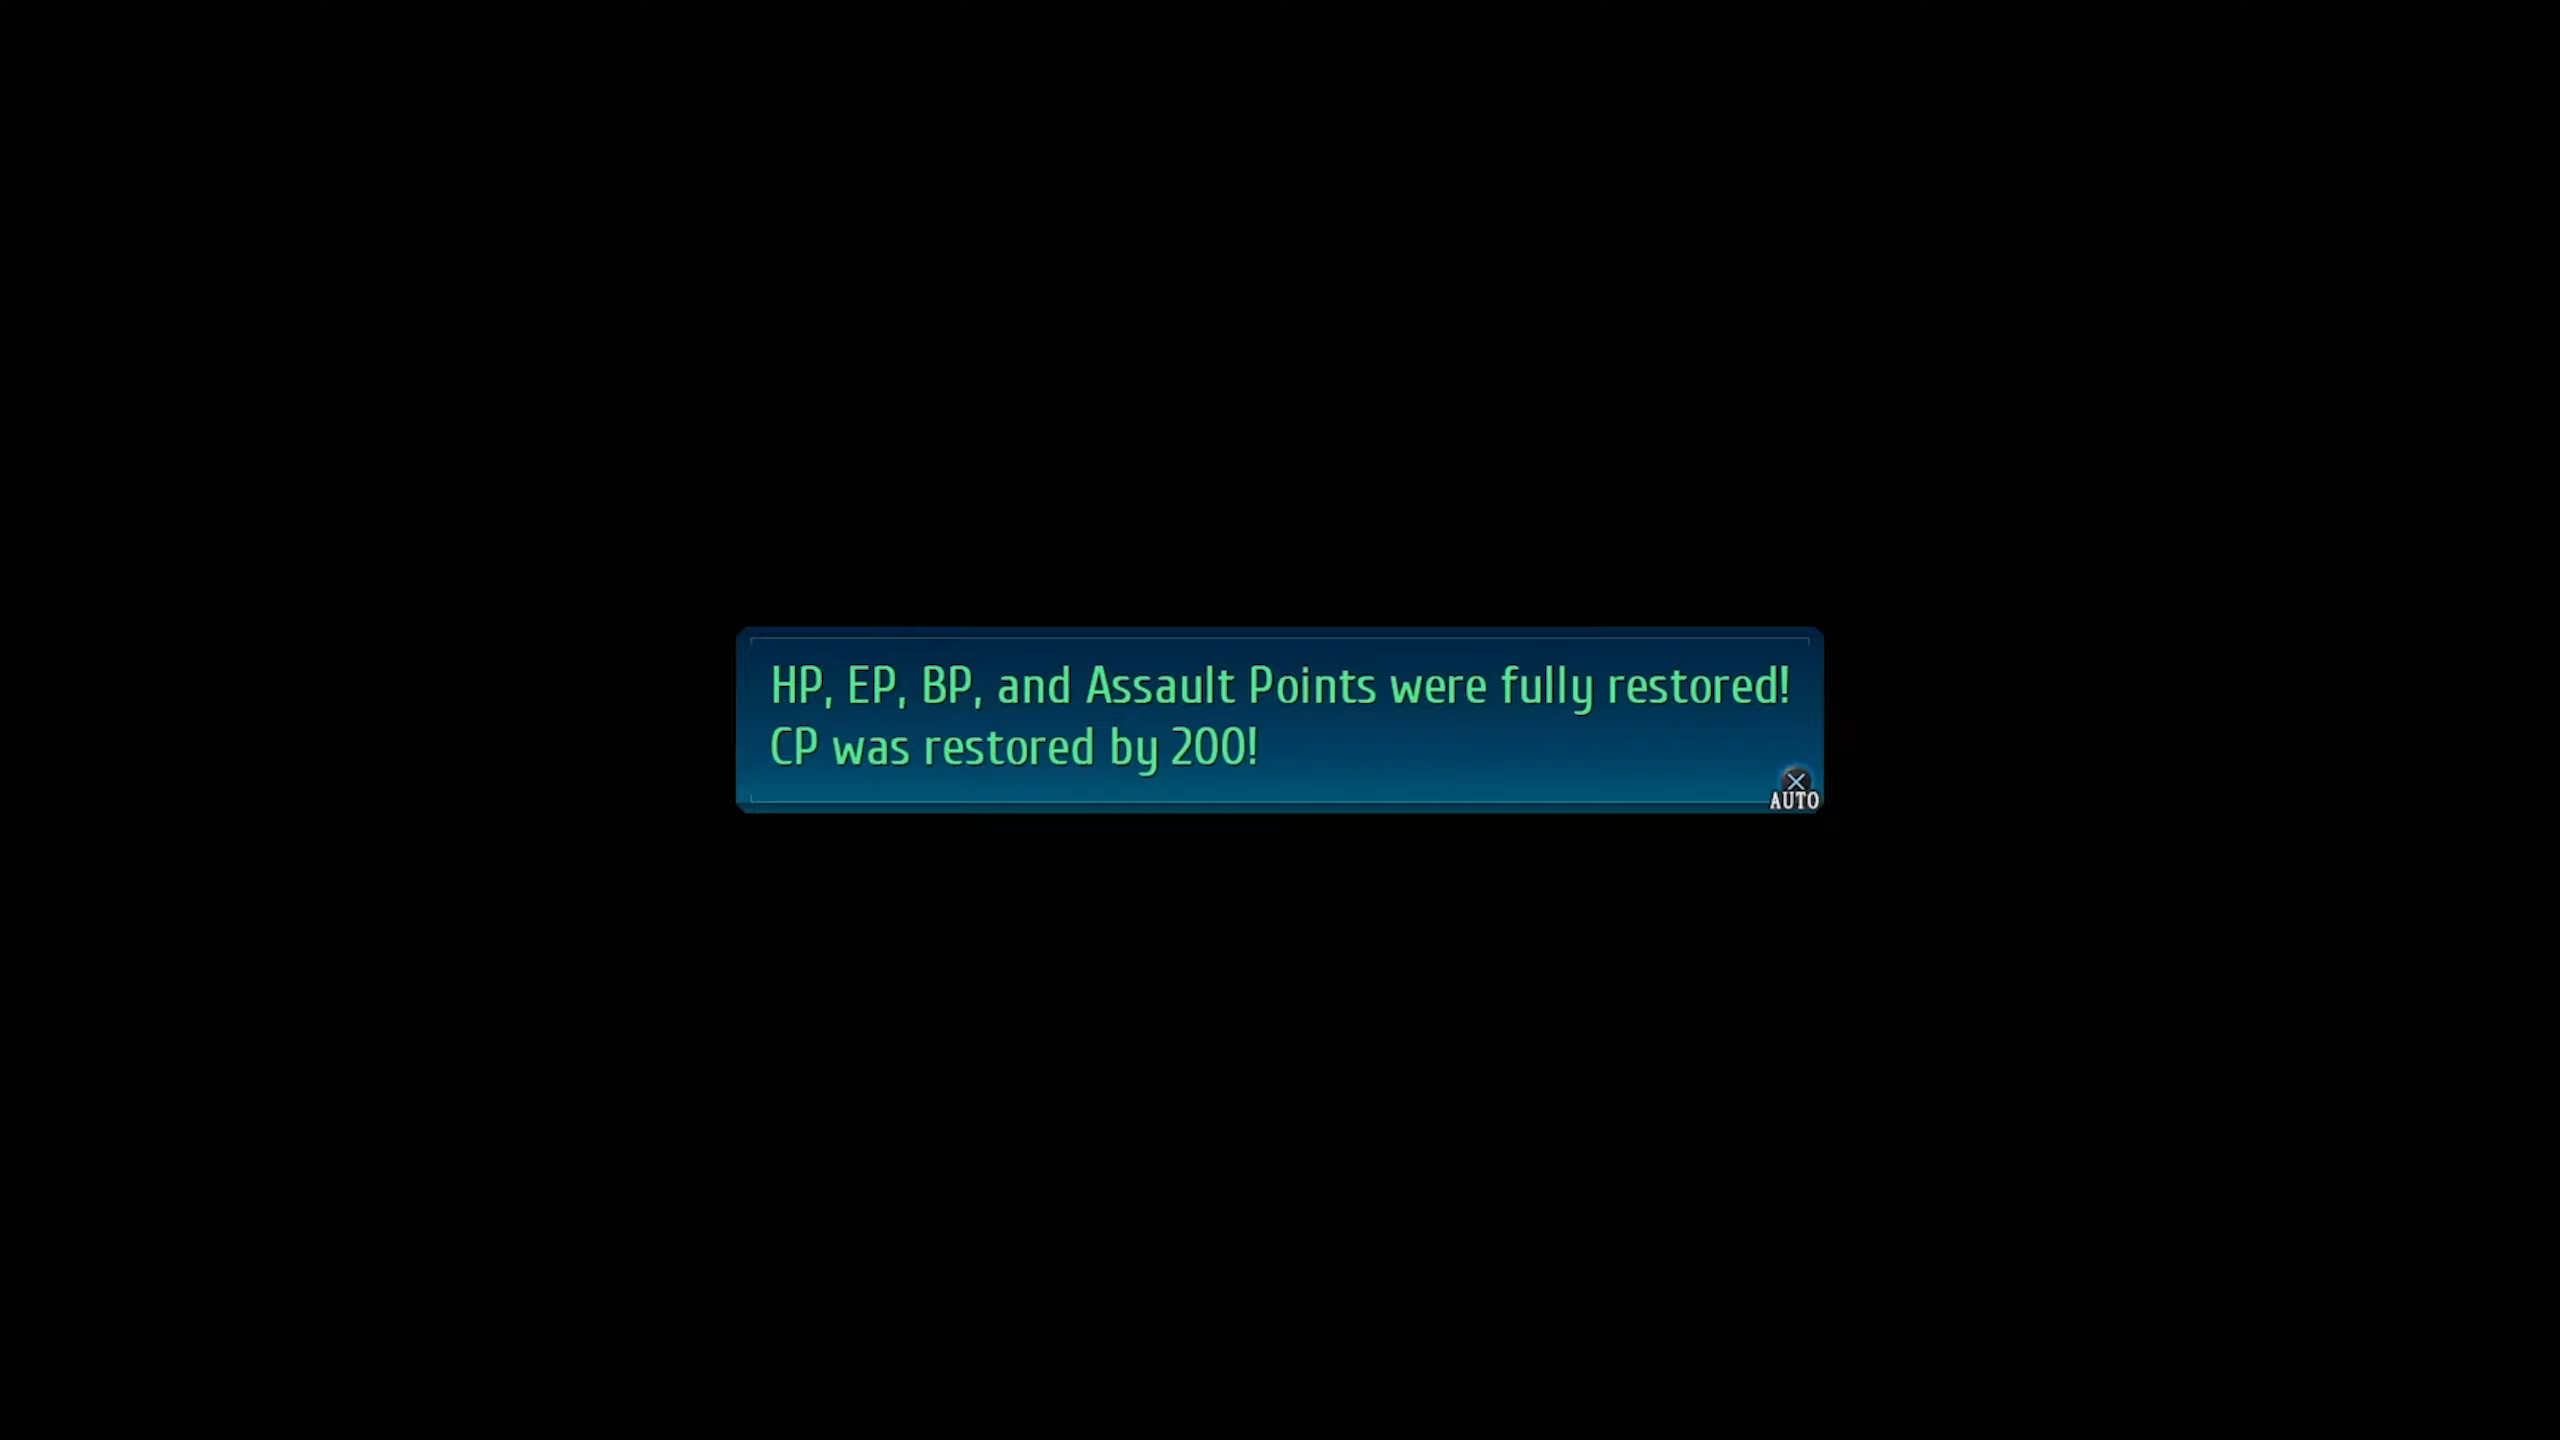 HP, EP, BP, and Assault Points were fully restored!
CP was restored by 200!
AUTO